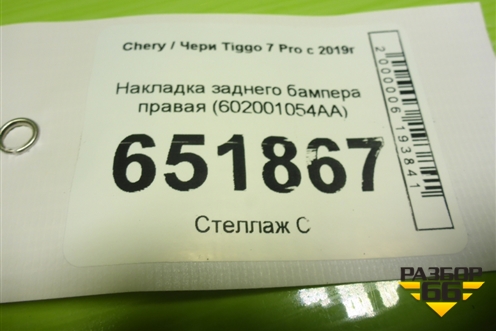 Chery / Чери Tiggo 7 Pro с 2019г
Накладка заднего бампера
правая (602001054AA)
651867
Стеллаж С
2000006193841
РАЗБОР
66